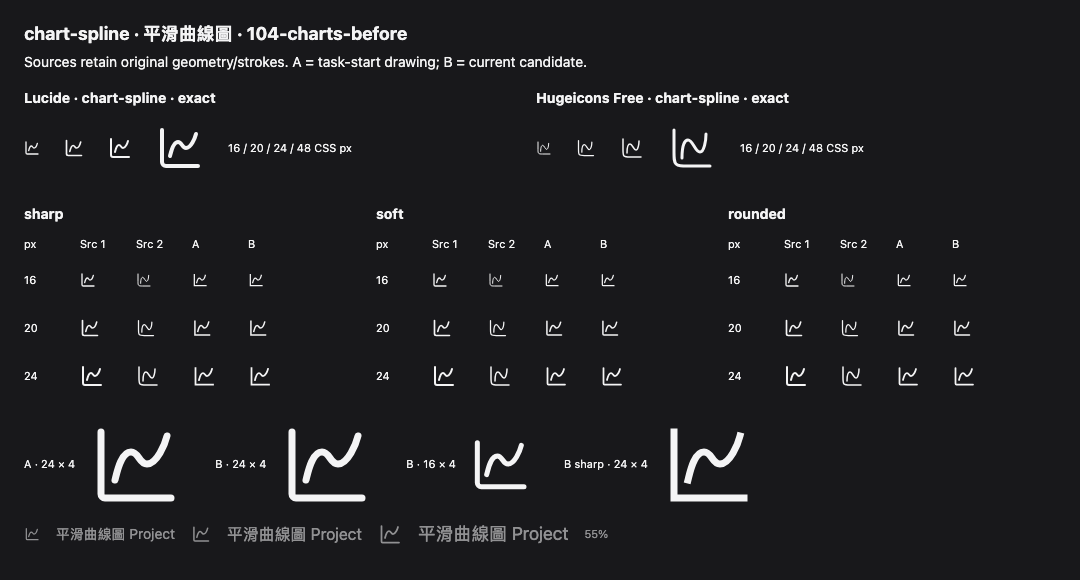 chart-spline · 平滑曲線圖 · 104-charts-before
Sources retain original geometry/strokes. A = task-start drawing; B = current candidate.
Lucide · chart-spline · exact
Hugeicons Free · chart-spline · exact
16 / 20 / 24 / 48 CSS px
16 / 20 / 24 / 48 CSS px
sharp
soft
rounded
px Src 1 Src 2 A B
px Src 1 Src 2 A B
px Src 1 Src 2 A B
16
16
16
20
20
20
24
24
24
A · 24 × 4
B · 24 × 4
B · 16 × 4
B sharp · 24 × 4
平滑曲線圖 Project
平滑曲線圖 Project
平滑曲線圖 Project
55%